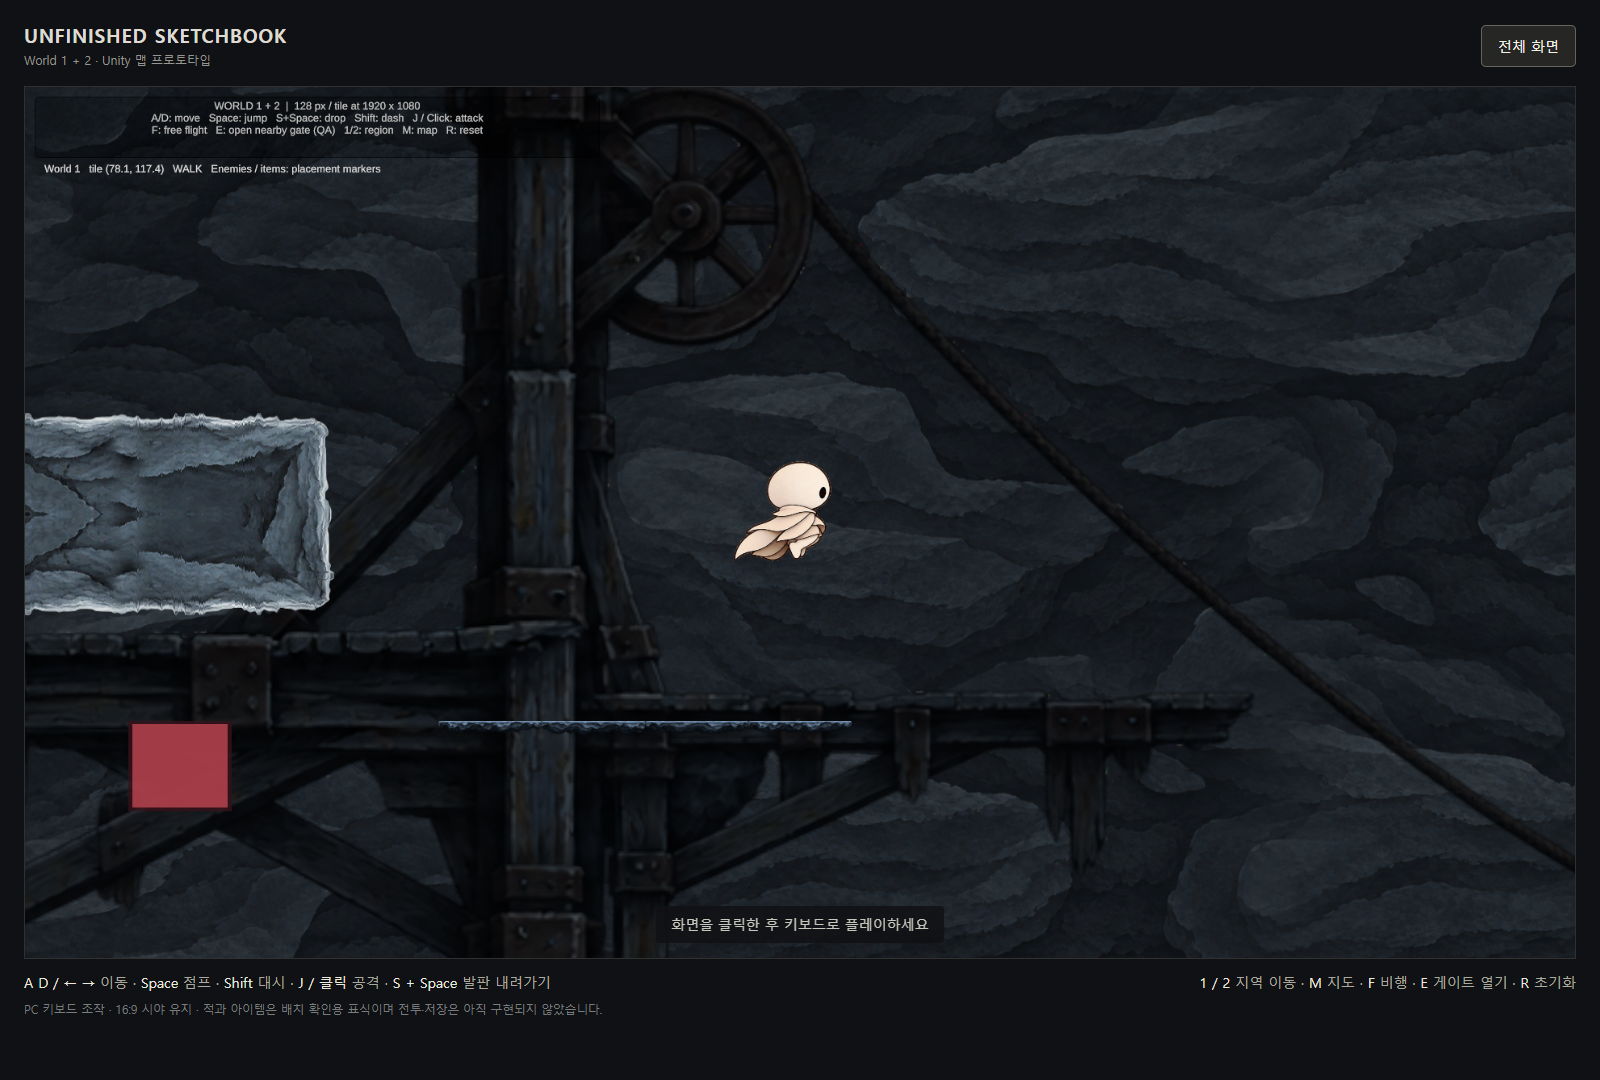 UNFINISHED SKETCHBOOK
World 1 + 2 · Unity 맵 프로토타입
전체 화면
WORLD 1 + 2 | 128 px / tile at 1920 x 1080
A/D: move Space: jump S+Space: drop Shift: dash J / Click: attack
F: free flight E: open nearby gate (QA) 1/2: region M: map R: reset
World 1 tile (78.1, 117.4) WALK Enemies / items: placement markers
화면을 클릭한 후 키보드로 플레이하세요
A D / ← → 이동 · Space 점프 · Shift 대시 · J / 클릭 공격 · S + Space 발판 내려가기
1 / 2 지역 이동 · M 지도 · F 비행 · E 게이트 열기 · R 초기화
PC 키보드 조작 · 16:9 시야 유지 · 적과 아이템은 배치 확인용 표식이며 전투·저장은 아직 구현되지 않았습니다.